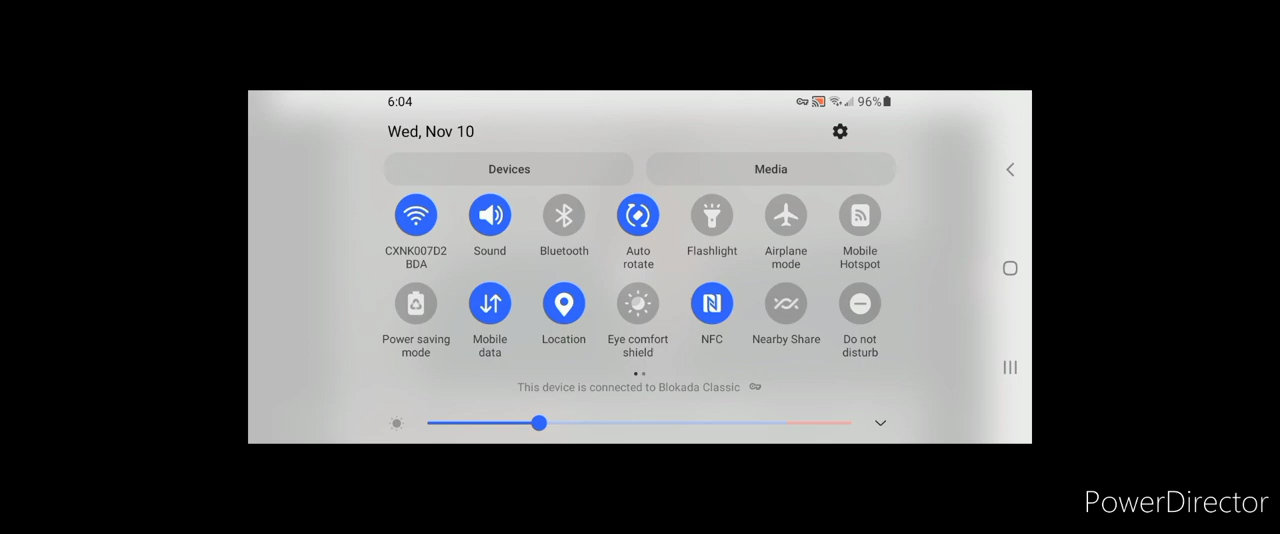 6:04
96%
Wed, Nov 10
Devices
Media
CXNK007D2
BDA
Sound
Bluetooth
Auto
rotate
Flashlight
Airplane
mode
Mobile
Hotspot
Power saving
mode
Mobile
data
Location
Eye comfort
shield
NFC
Nearby Share
Do not
disturb
This device is connected to Blokada Classic
PowerDirector